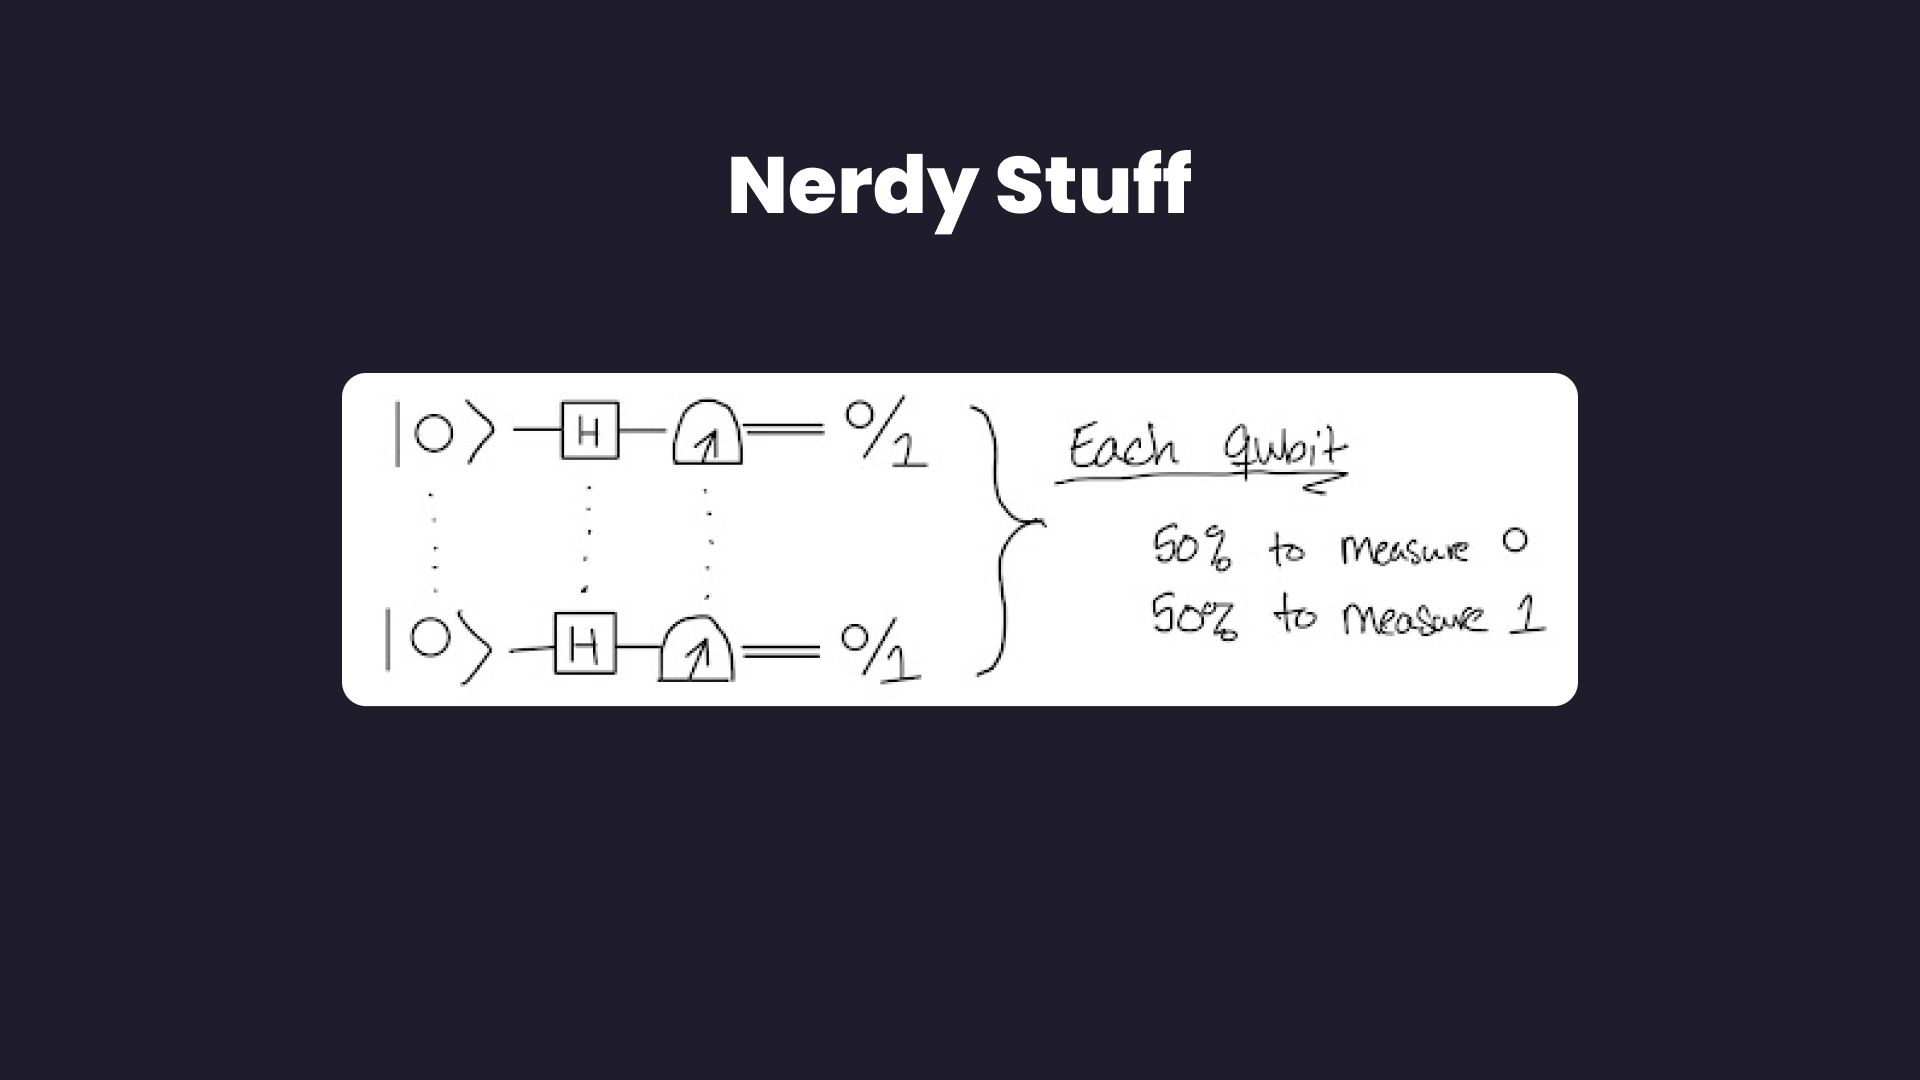 Nerdy Stuff
|0⟩ H 0/1
Each qubit
50% to measure 0
50% to measure 1
|0⟩ H 0/1